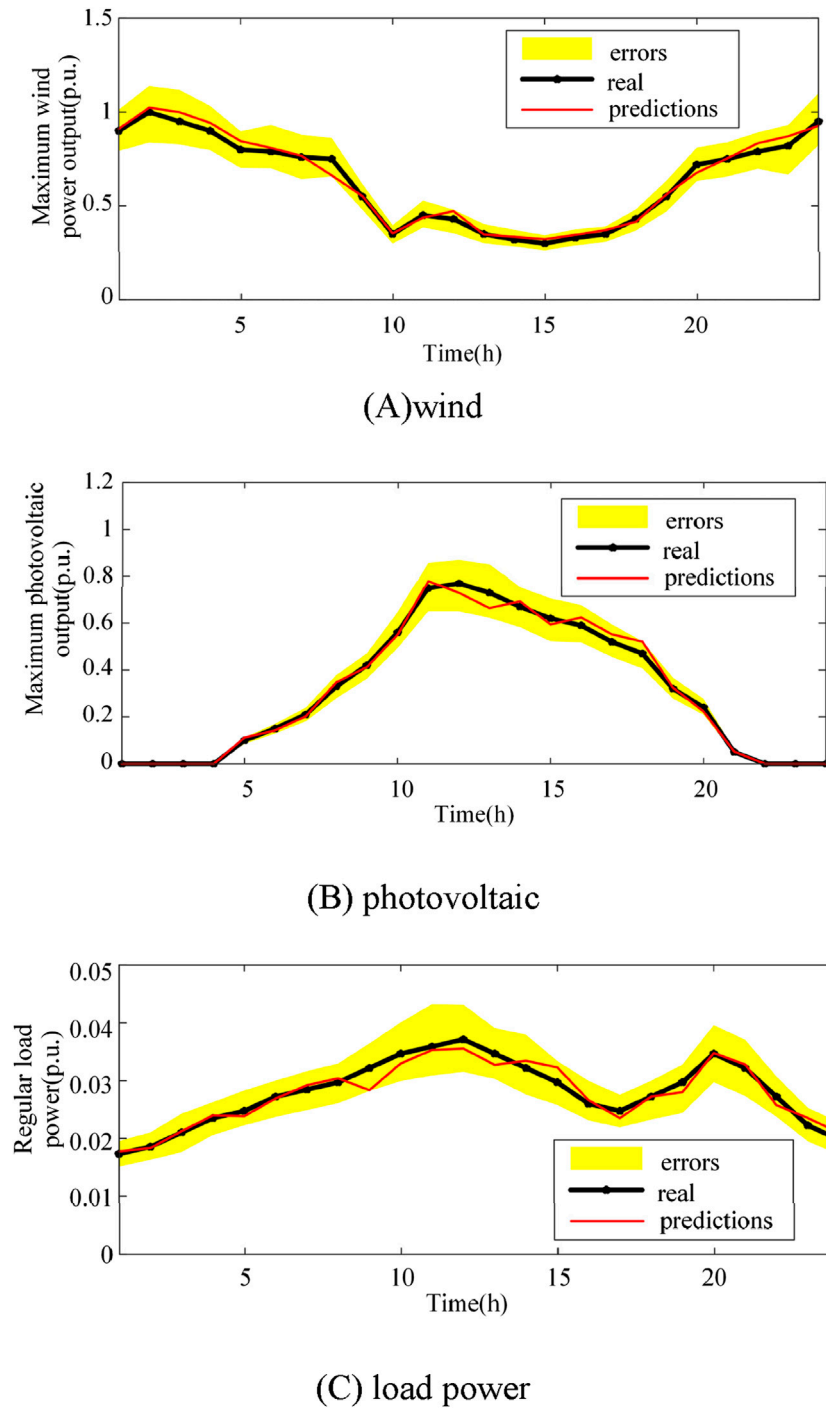 1.5
1
0.5
0
Maximum wind
power output(p.u.)
errors
real
predictions
5 10 15 20
Time(h)
(A)wind
1.2
1
0.8
0.6
0.4
0.2
0
Maximum photovoltaic
output(p.u.)
errors
real
predictions
5 10 15 20
Time(h)
(B) photovoltaic
0.05
0.04
0.03
0.02
0.01
0
Regular load
power(p.u.)
errors
real
predictions
5 10 15 20
Time(h)
(C) load power